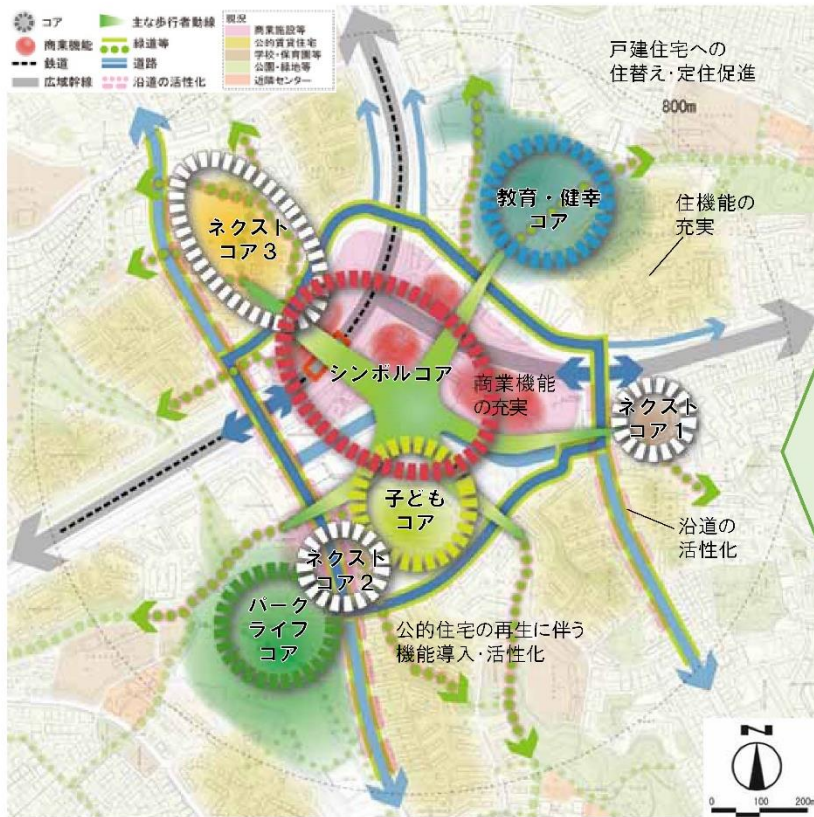 コア
商業機能
鉄道
広域幹線
主な歩行者動線
緑道等
道路
沿道の活性化
現況
商業施設等
公的賃貸住宅
学校・保育園等
公園・緑地等
近隣センター
戸建住宅への
住替え・定住促進
800m
教育・健幸
コア
住機能の
充実
ネクスト
コア3
シンボルコア
商業機能
の充実
ネクスト
コア1
子ども
コア
沿道の
活性化
ネクスト
コア2
パーク
ライフ
コア
公的住宅の再生に伴う
機能導入・活性化
N
0 100 200m